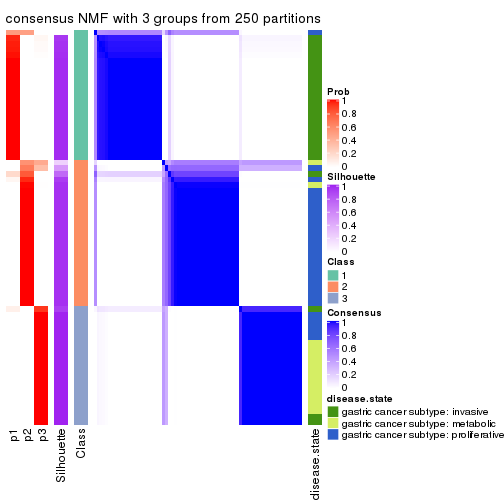 consensus NMF with 3 groups from 250 partitions
Prob
1
0.8
0.6
0.4
0.2
0
Silhouette
1
0.8
0.6
0.4
0.2
0
Class
1
2
3
Consensus
1
0.8
0.6
0.4
0.2
0
disease.state
gastric cancer subtype: invasive
gastric cancer subtype: metabolic
gastric cancer subtype: proliferative
p1
p2
p3
Silhouette
Class
disease.state